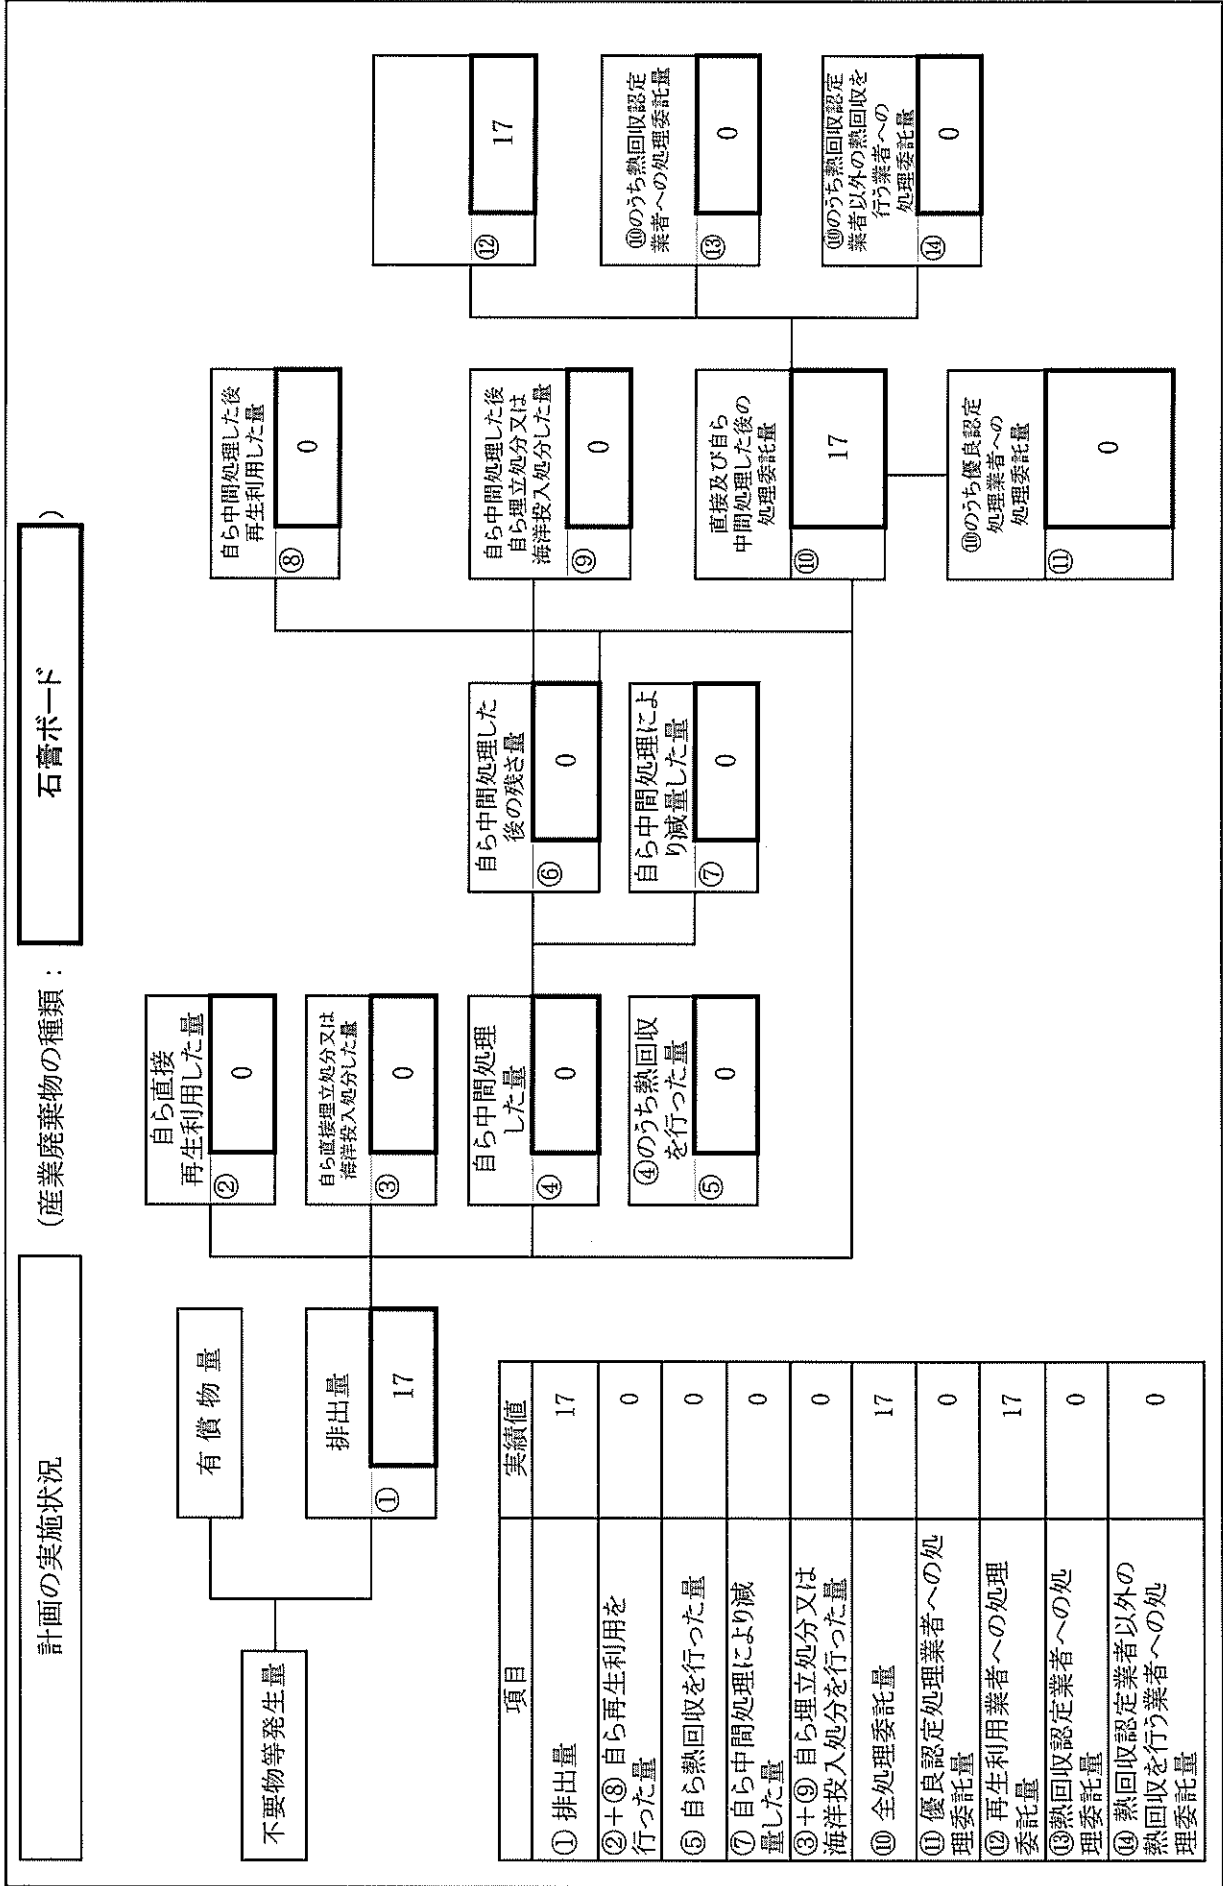 計画の実施状況
(産業廃棄物の種類：
石膏ボード
)
不要物等発生量
有 償 物 量
排出量
①
17
自ら直接
再生利用した量
②
0
自ら直接埋立処分又は
海洋投入処分した量
③
0
自ら中間処理
した量
④
0
④のうち熱回収
を行った量
⑤
0
自ら中間処理した
後の残さ量
⑥
0
自ら中間処理によ
り減量した量
⑦
0
自ら中間処理した後
再生利用した量
⑧
0
自ら中間処理した後
自ら埋立処分又は
海洋投入処分した量
⑨
0
直接及び自ら
中間処理した後の
処理委託量
⑩
17
⑩のうち優良認定
処理業者への
処理委託量
⑪
0
⑫
17
⑩のうち熱回収認定
業者への処理委託量
⑬
0
⑩のうち熱回収認定
業者以外の熱回収を
行う業者への
処理委託量
⑭
0
項目
実績値
① 排出量
17
②＋⑧ 自ら再生利用を
行った量
0
⑤ 自ら熱回収を行った量
0
⑦ 自ら中間処理により減
量した量
0
③＋⑨ 自ら埋立処分又は
海洋投入処分を行った量
0
⑩ 全処理委託量
17
⑪ 優良認定処理業者への処
理委託量
0
⑫ 再生利用業者への処理
委託量
17
⑬熱回収認定業者への処
理委託量
0
⑭ 熱回収認定業者以外の
熱回収を行う業者への処
理委託量
0